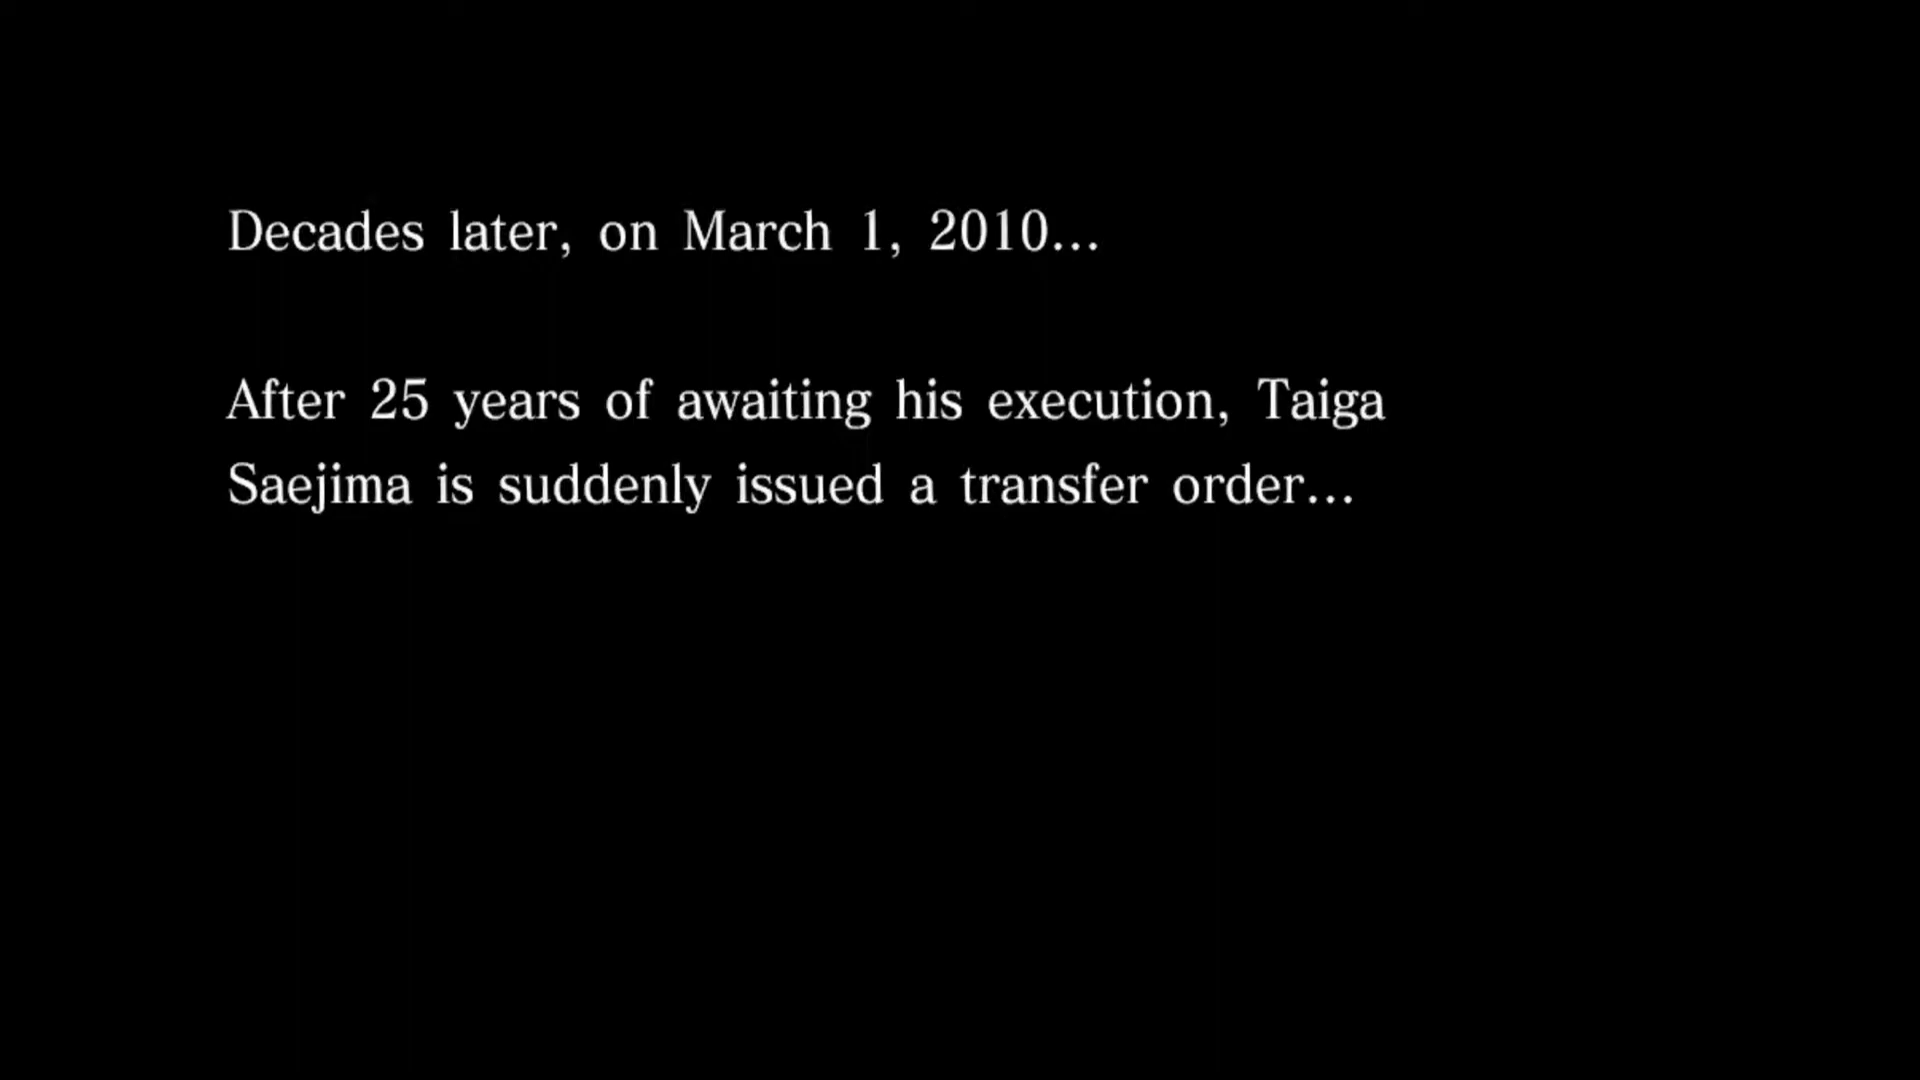 Decades later, on March 1, 2010...
After 25 years of awaiting his execution, Taiga
Saejima is suddenly issued a transfer order...